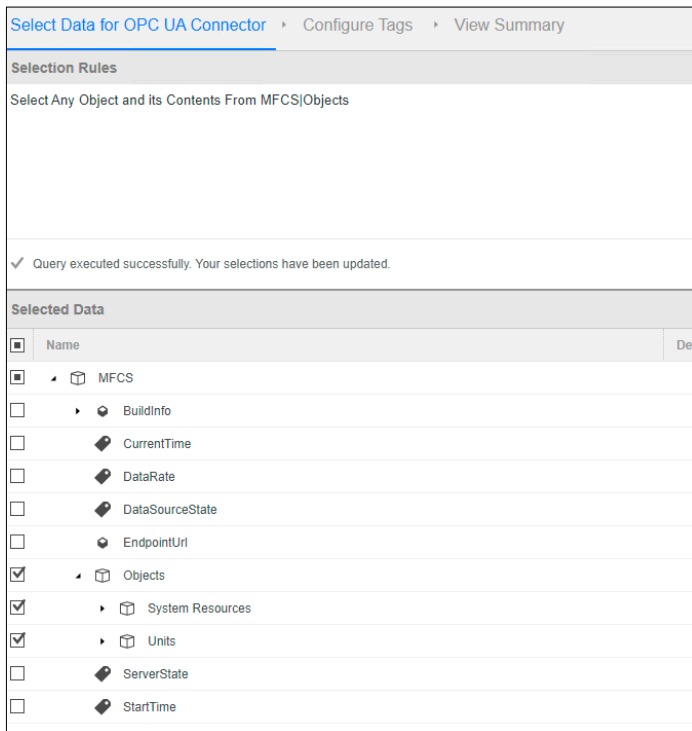 Select Data for OPC UA Connector Configure Tags View Summary
Selection Rules
Select Any Object and its Contents From MFCS|Objects
Query executed successfully. Your selections have been updated.
Selected Data
Name De
MFCS
BuildInfo
CurrentTime
DataRate
DataSourceState
EndpointUrl
Objects
System Resources
Units
ServerState
StartTime